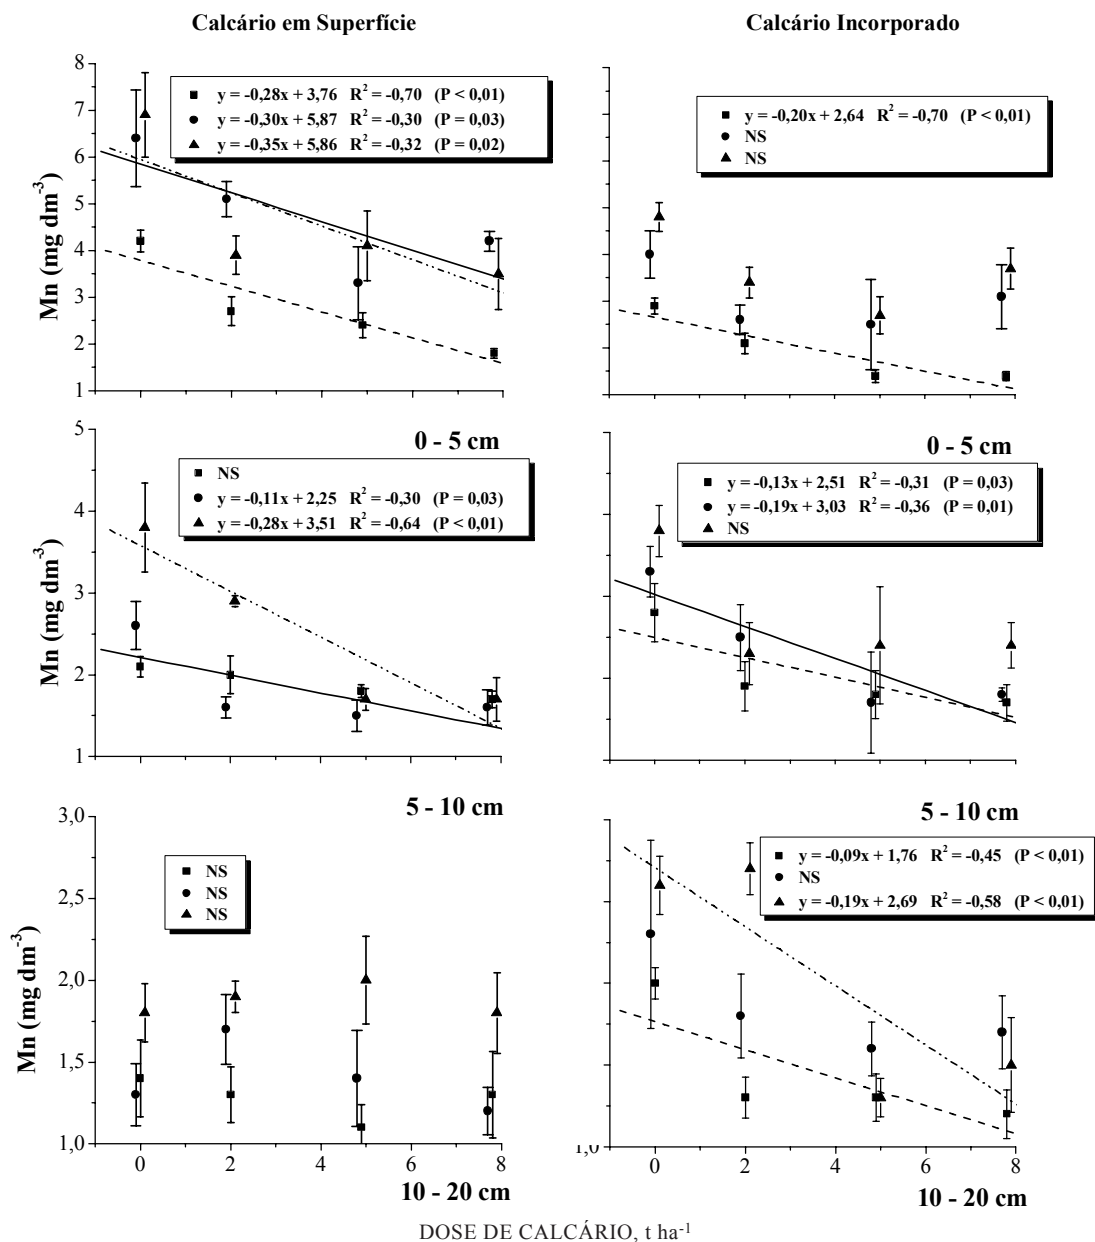 Calcário em Superfície
8
7
6
5
4
3
2
1
Mn (mg dm⁻³)
■ y = -0,28x + 3,76 R² = -0,70 (P < 0,01)
● y = -0,30x + 5,87 R² = -0,30 (P = 0,03)
▲ y = -0,35x + 5,86 R² = -0,32 (P = 0,02)
0 - 5 cm
Calcário Incorporado
■ y = -0,20x + 2,64 R² = -0,70 (P < 0,01)
● NS
▲ NS
0 - 5 cm
5
4
3
2
1
Mn (mg dm⁻³)
■ NS
● y = -0,11x + 2,25 R² = -0,30 (P = 0,03)
▲ y = -0,28x + 3,51 R² = -0,64 (P < 0,01)
5 - 10 cm
■ y = -0,13x + 2,51 R² = -0,31 (P = 0,03)
● y = -0,19x + 3,03 R² = -0,36 (P = 0,01)
▲ NS
5 - 10 cm
3,0
2,5
2,0
1,5
1,0
Mn (mg dm⁻³)
■ NS
● NS
▲ NS
0 2 4 6 8
10 - 20 cm
■ y = -0,09x + 1,76 R² = -0,45 (P < 0,01)
● NS
▲ y = -0,19x + 2,69 R² = -0,58 (P < 0,01)
1,0
0 2 4 6 8
10 - 20 cm
DOSE DE CALCÁRIO, t ha⁻¹